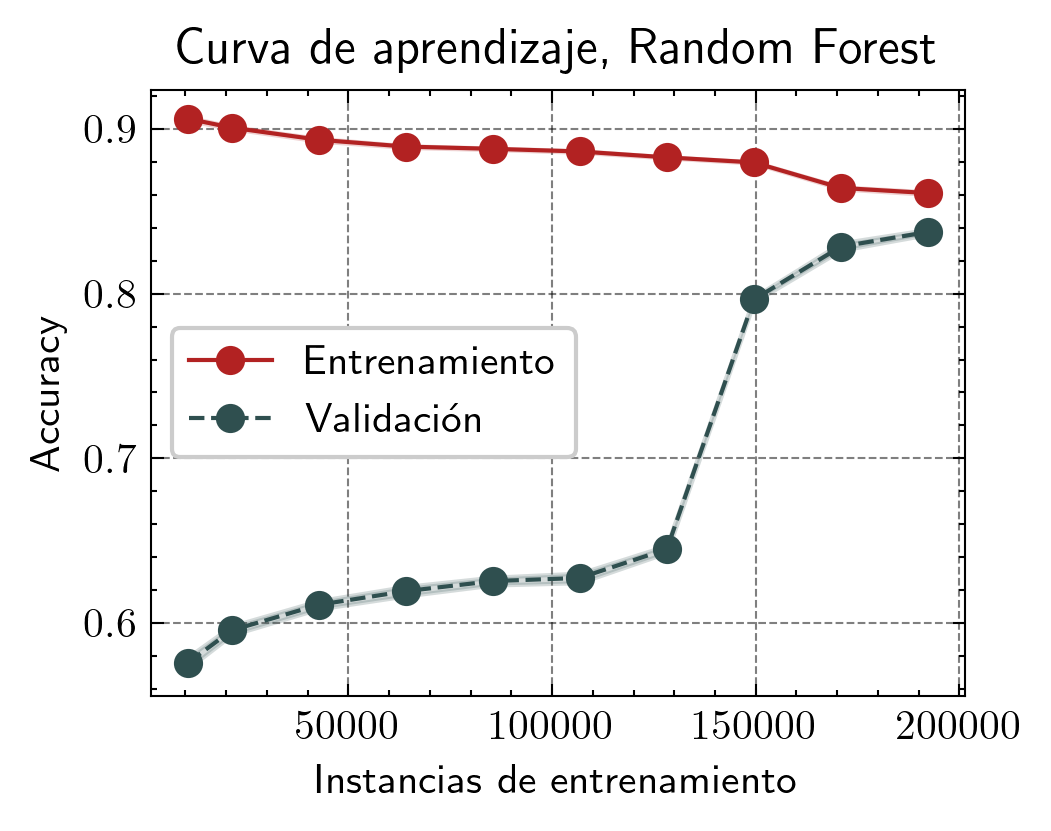 Curva de aprendizaje, Random Forest
0.9
0.8
0.7
0.6
Accuracy
Entrenamiento
Validación
50000 100000 150000 200000
Instancias de entrenamiento